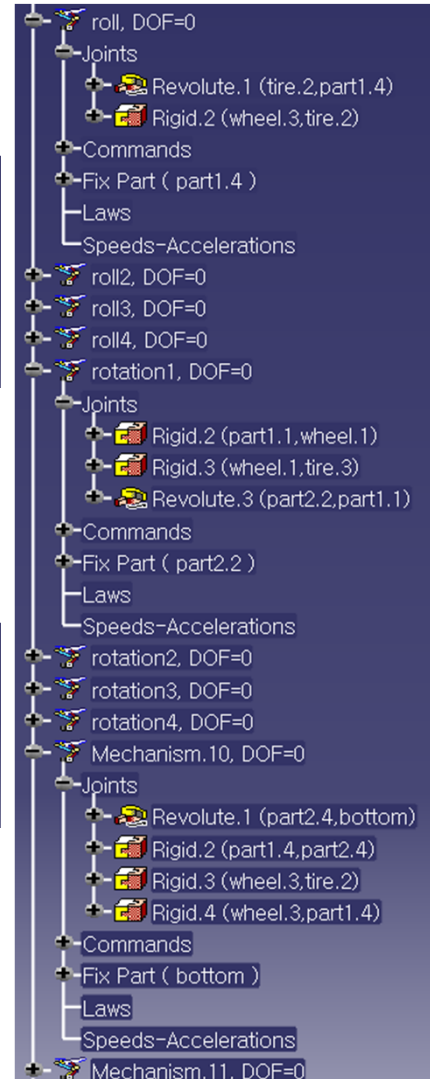 roll, DOF=0
Joints
Revolute.1 (tire.2,part1.4)
Rigid.2 (wheel.3,tire.2)
Commands
Fix Part ( part1.4 )
Laws
Speeds-Accelerations
roll2, DOF=0
roll3, DOF=0
roll4, DOF=0
rotation1, DOF=0
Joints
Rigid.2 (part1.1,wheel.1)
Rigid.3 (wheel.1,tire.3)
Revolute.3 (part2.2,part1.1)
Commands
Fix Part ( part2.2 )
Laws
Speeds-Accelerations
rotation2, DOF=0
rotation3, DOF=0
rotation4, DOF=0
Mechanism.10, DOF=0
Joints
Revolute.1 (part2.4,bottom)
Rigid.2 (part1.4,part2.4)
Rigid.3 (wheel.3,tire.2)
Rigid.4 (wheel.3,part1.4)
Commands
Fix Part ( bottom )
Laws
Speeds-Accelerations
Mechanism.11, DOF=0